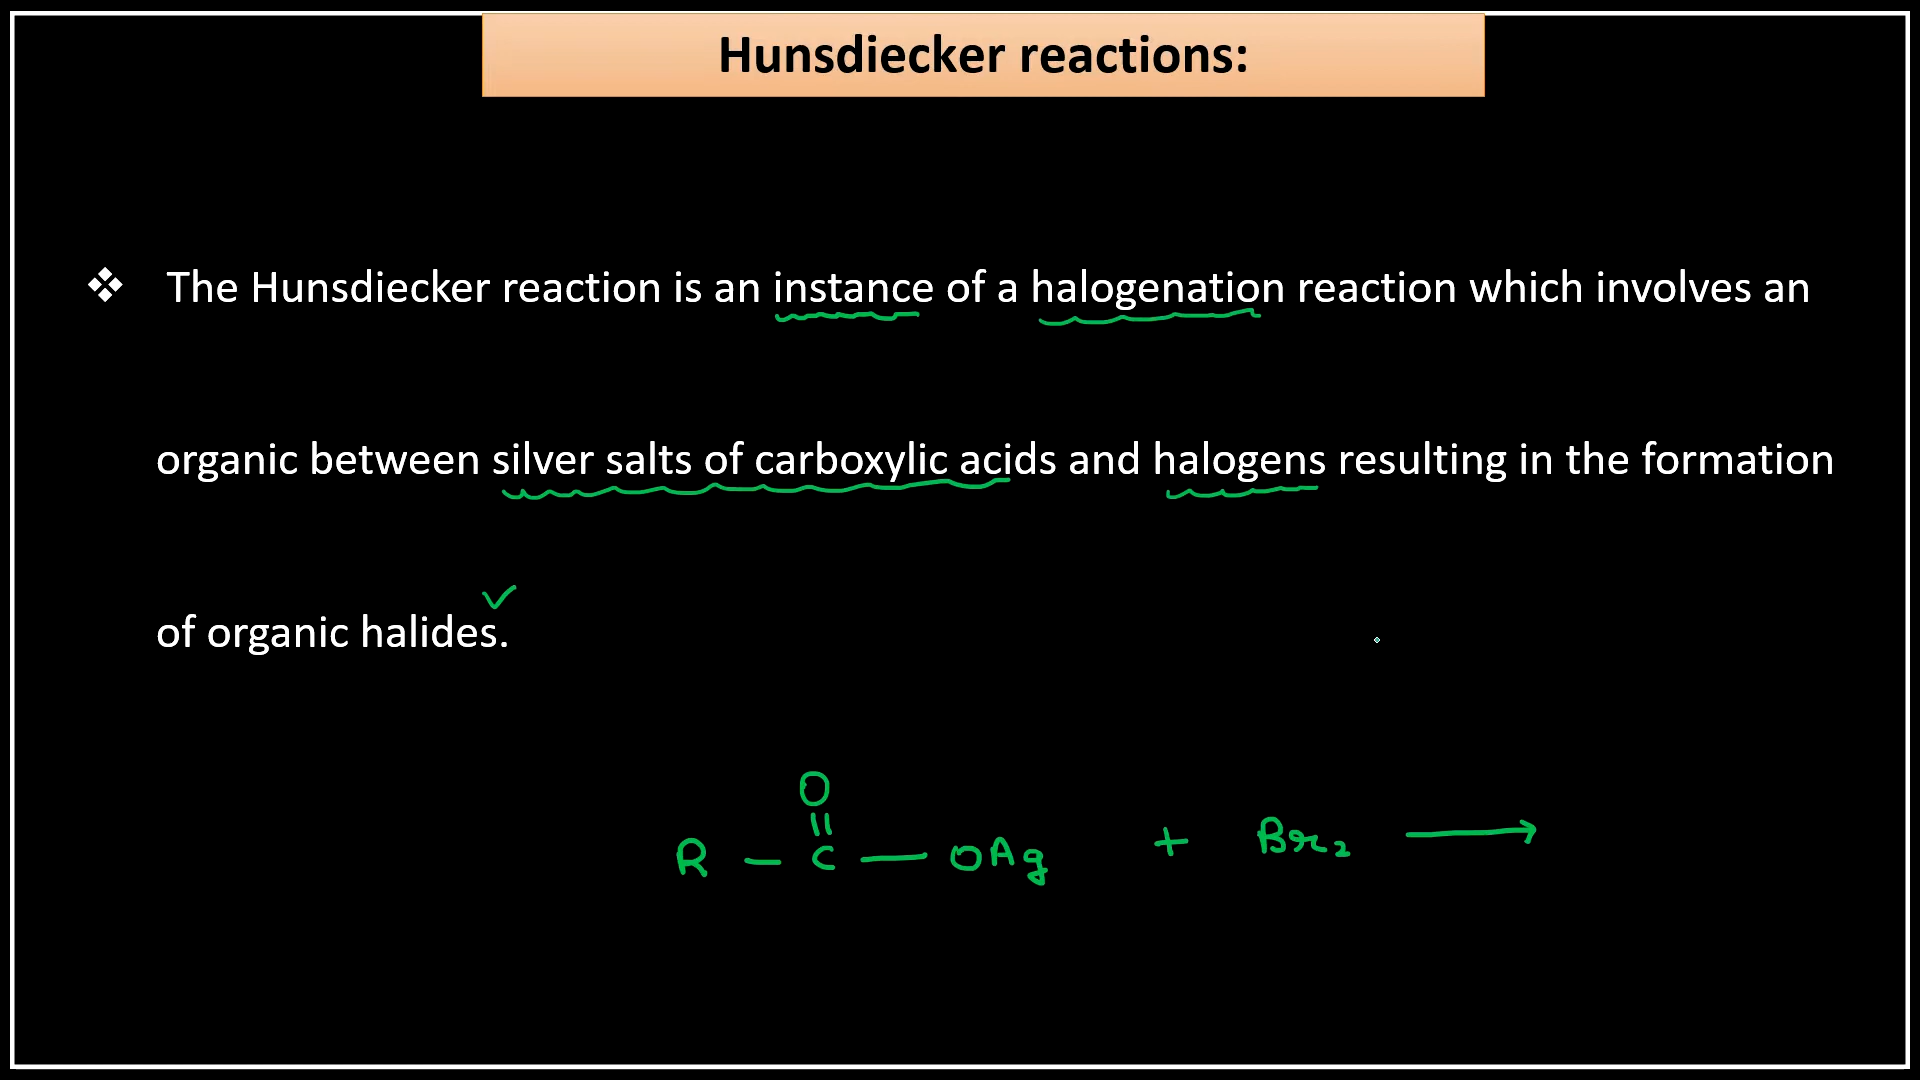 Hunsdiecker reactions:
❖ The Hunsdiecker reaction is an instance of a halogenation reaction which involves an
organic between silver salts of carboxylic acids and halogens resulting in the formation
of organic halides.
O
||
R — C — OAg + Br₂ →